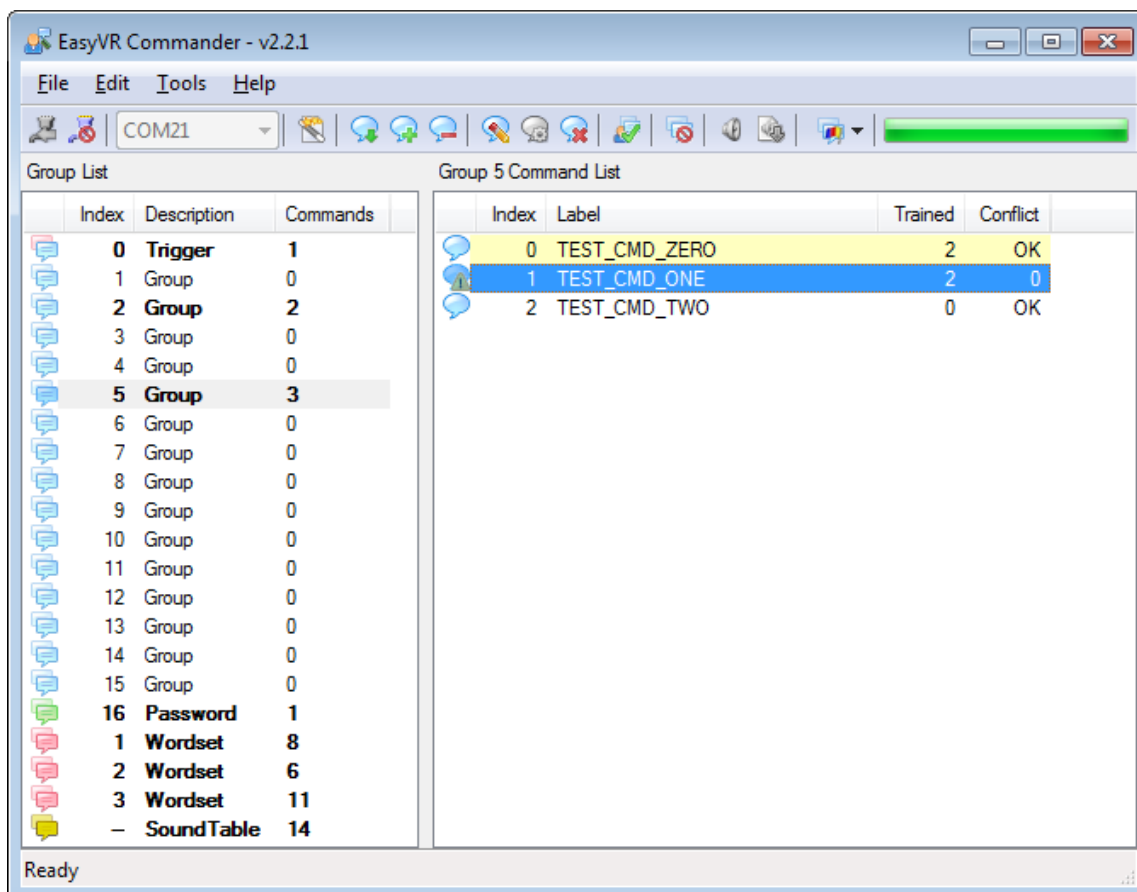 EasyVR Commander - v2.2.1
File Edit Tools Help
COM21
Group List
Index Description Commands
0 Trigger 1
1 Group 0
2 Group 2
3 Group 0
4 Group 0
5 Group 3
6 Group 0
7 Group 0
8 Group 0
9 Group 0
10 Group 0
11 Group 0
12 Group 0
13 Group 0
14 Group 0
15 Group 0
16 Password 1
1 Wordset 8
2 Wordset 6
3 Wordset 11
– SoundTable 14
Group 5 Command List
Index Label Trained Conflict
0 TEST_CMD_ZERO 2 OK
1 TEST_CMD_ONE 2 0
2 TEST_CMD_TWO 0 OK
Ready